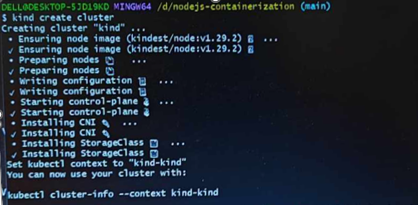 DELL@DESKTOP-5JD19KD MINGW64 /d/nodejs-containerization (main)
$ kind create cluster
Creating cluster "kind" ...
• Ensuring node image (kindest/node:v1.29.2) 🖼 ...
✓ Ensuring node image (kindest/node:v1.29.2) 🖼
• Preparing nodes 📦 ...
✓ Preparing nodes 📦
• Writing configuration 📜 ...
✓ Writing configuration 📜
• Starting control-plane 🕹️ ...
✓ Starting control-plane 🕹️
• Installing CNI 🔌 ...
✓ Installing CNI 🔌
• Installing StorageClass 💾 ...
✓ Installing StorageClass 💾
Set kubectl context to "kind-kind"
You can now use your cluster with:
kubectl cluster-info --context kind-kind